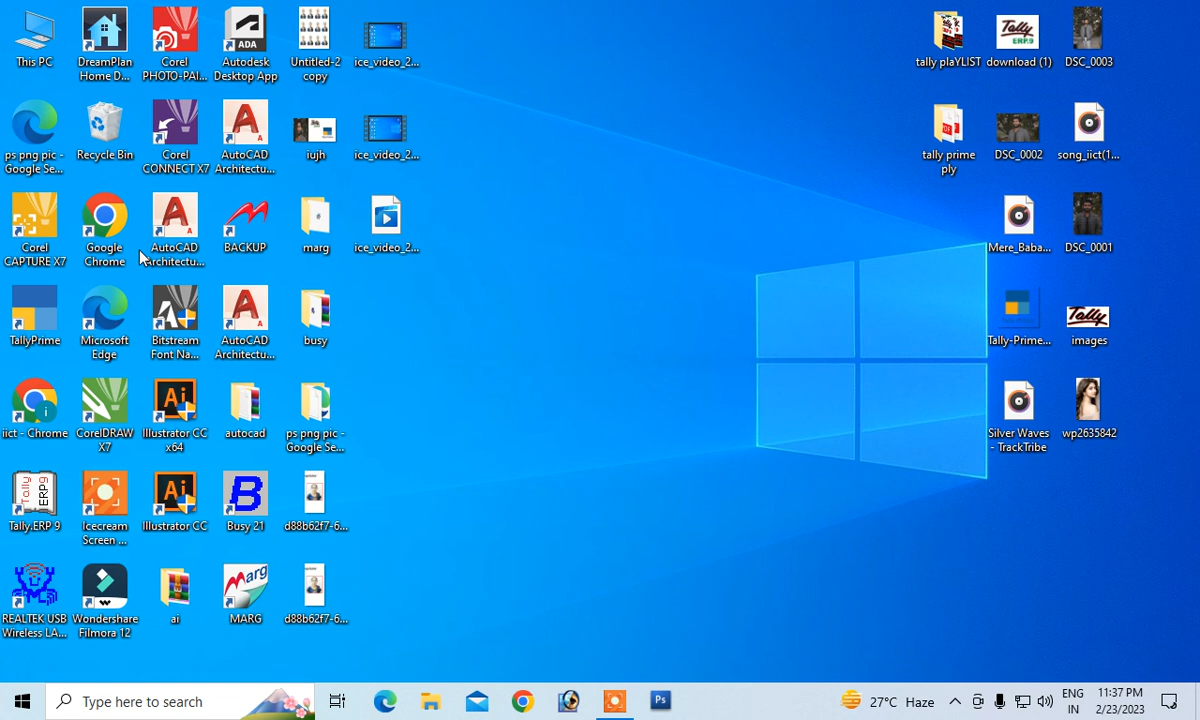 This PC
DreamPlan
Home D...
Corel
PHOTO-PAI...
Autodesk
Desktop App
Untitled-2
copy
ice_video_2...
tally plaYLIST
download (1)
DSC_0003
ps png pic -
Google Se...
Recycle Bin
Corel
CONNECT X7
AutoCAD
Architectu...
iujh
ice_video_2...
tally prime
ply
DSC_0002
song_iict(1...
Corel
CAPTURE X7
Google
Chrome
AutoCAD
Architectu...
BACKUP
marg
ice_video_2...
Mere_Baba...
DSC_0001
TallyPrime
Microsoft
Edge
Bitstream
Font Na...
AutoCAD
Architectu...
busy
Tally-Prime...
images
iict - Chrome
CorelDRAW
X7
Illustrator CC
x64
autocad
ps png pic -
Google Se...
Silver Waves
- TrackTribe
wp2635842
Tally.ERP 9
Icecream
Screen ...
Illustrator CC
Busy 21
d88b62f7-6...
REALTEK USB
Wireless LA...
Wondershare
Filmora 12
ai
MARG
d88b62f7-6...
ADA
Tally
ERP.9
Tally
Tally
ERP9
Ai
Ai
B
Marg
Type here to search
Ps
27°C Haze
ENG
IN
11:37 PM
2/23/2023